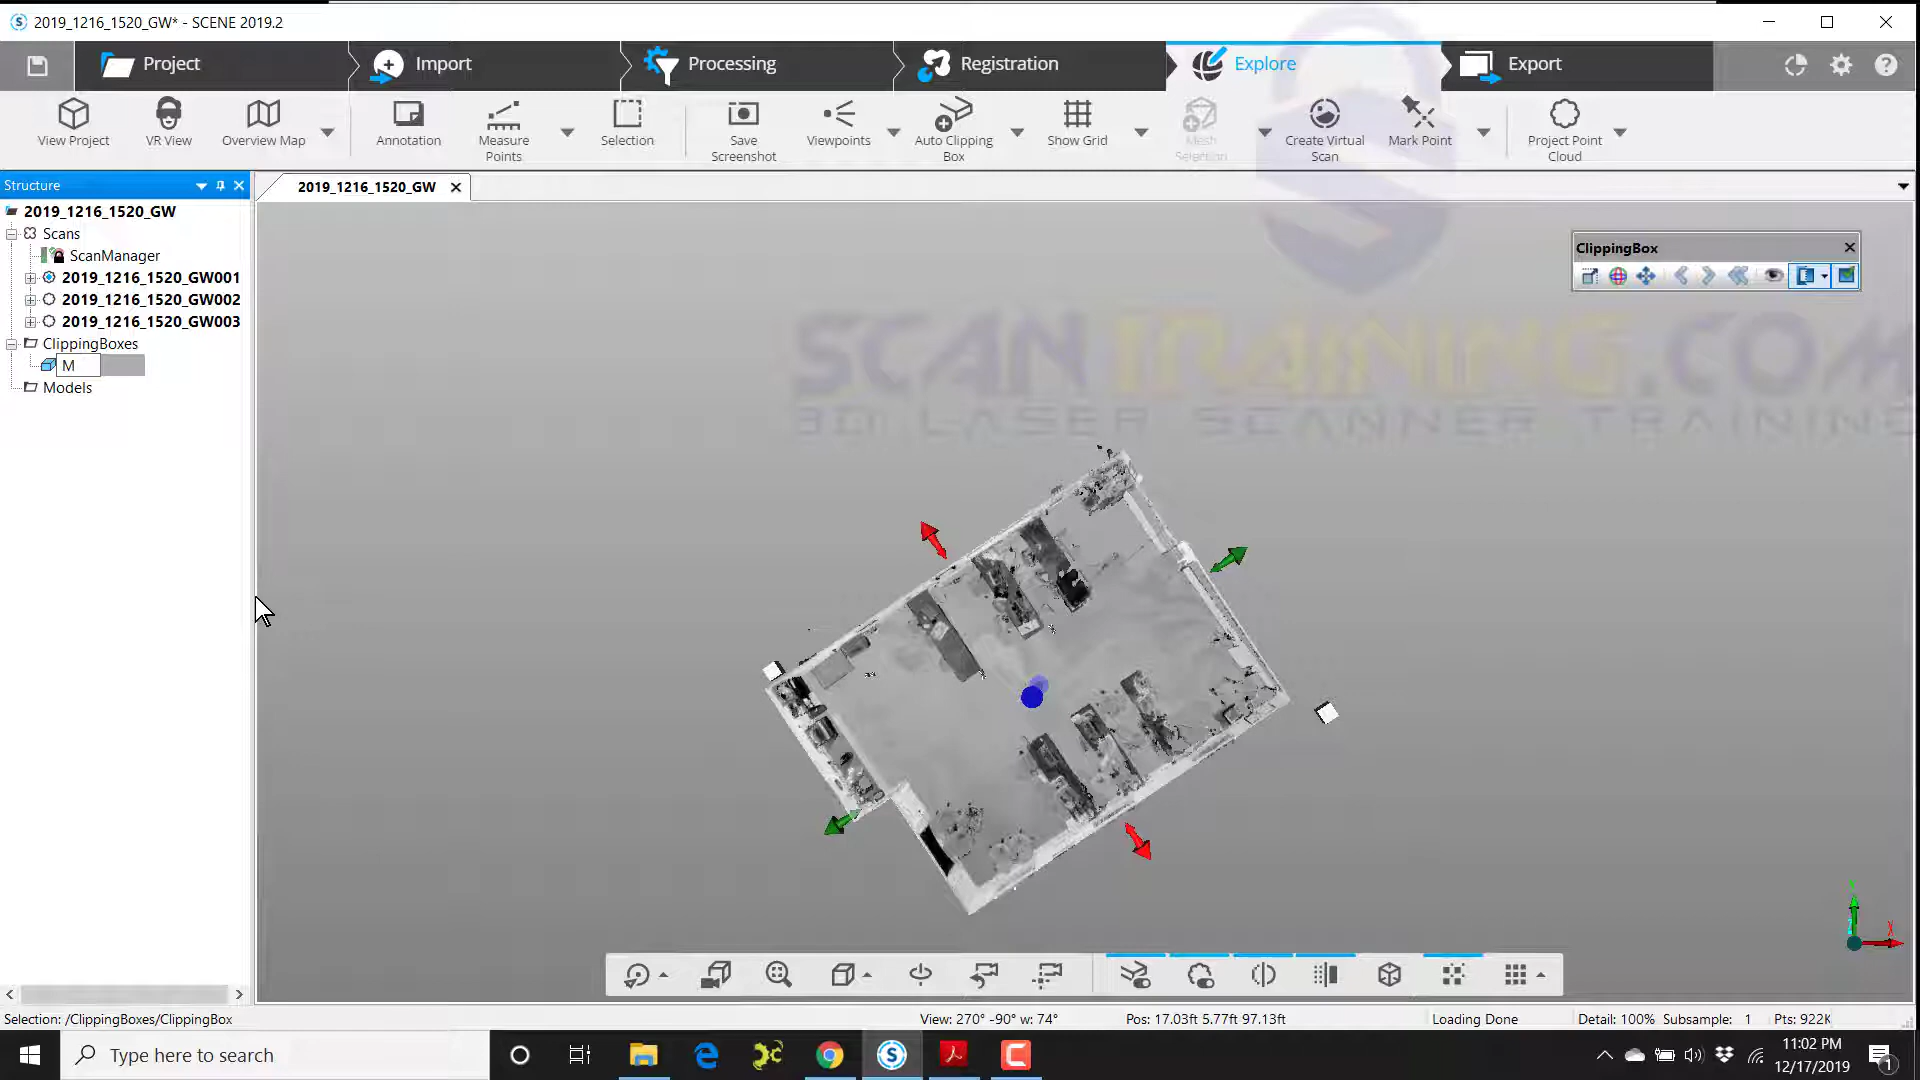 2019_1216_1520_GW* - SCENE 2019.2
Project
Import
Processing
Registration
Explore
Export
View Project
VR View
Overview Map
Annotation
Measure Points
Selection
Save Screenshot
Viewpoints
Auto Clipping Box
Show Grid
Mesh Selection
Create Virtual Scan
Mark Point
Project Point Cloud
Structure
2019_1216_1520_GW
2019_1216_1520_GW
Scans
ScanManager
2019_1216_1520_GW001
2019_1216_1520_GW002
2019_1216_1520_GW003
ClippingBoxes
M
Models
ClippingBox
SCANTRAINING.COM
3D LASER SCANNER TRAINING
Y
X
Selection: /ClippingBoxes/ClippingBox
View: 270° -90° w: 74°
Pos: 17.03ft 5.77ft 97.13ft
Loading Done
Detail: 100%
Subsample: 1
Pts: 922K
Type here to search
11:02 PM
12/17/2019
1